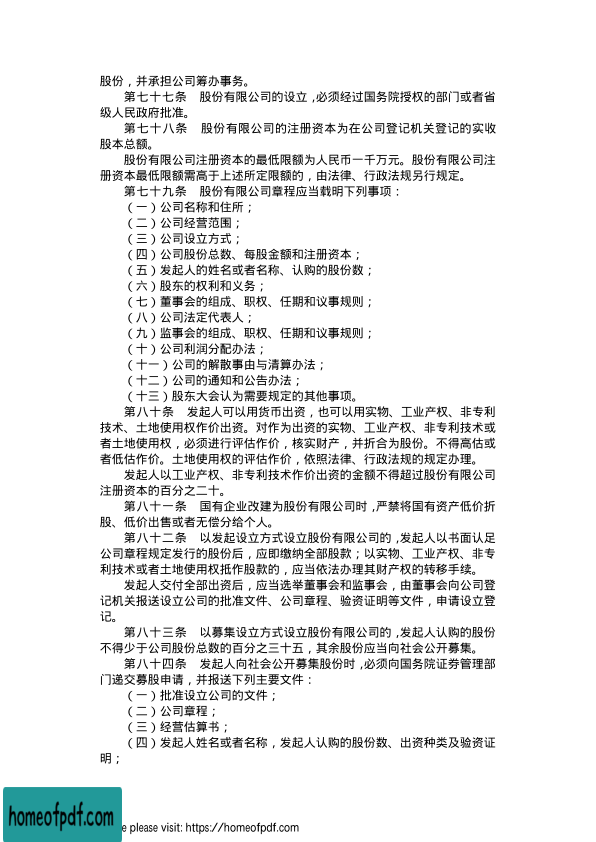 股份，并承担公司筹办事务。
第七十七条　股份有限公司的设立，必须经过国务院授权的部门或者省
级人民政府批准。
第七十八条　股份有限公司的注册资本为在公司登记机关登记的实收
股本总额。
股份有限公司注册资本的最低限额为人民币一千万元。股份有限公司注
册资本最低限额需高于上述所定限额的，由法律、行政法规另行规定。
第七十九条　股份有限公司章程应当载明下列事项：
（一）公司名称和住所；
（二）公司经营范围；
（三）公司设立方式；
（四）公司股份总数、每股金额和注册资本；
（五）发起人的姓名或者名称、认购的股份数；
（六）股东的权利和义务；
（七）董事会的组成、职权、任期和议事规则；
（八）公司法定代表人；
（九）监事会的组成、职权、任期和议事规则；
（十）公司利润分配办法；
（十一）公司的解散事由与清算办法；
（十二）公司的通知和公告办法；
（十三）股东大会认为需要规定的其他事项。
第八十条　发起人可以用货币出资，也可以用实物、工业产权、非专利
技术、土地使用权作价出资。对作为出资的实物、工业产权、非专利技术或
者土地使用权，必须进行评估作价，核实财产，并折合为股份。不得高估或
者低估作价。土地使用权的评估作价，依照法律、行政法规的规定办理。
发起人以工业产权、非专利技术作价出资的金额不得超过股份有限公司
注册资本的百分之二十。
第八十一条　国有企业改建为股份有限公司时，严禁将国有资产低价折
股、低价出售或者无偿分给个人。
第八十二条　以发起设立方式设立股份有限公司的，发起人以书面认足
公司章程规定发行的股份后，应即缴纳全部股款；以实物、工业产权、非专
利技术或者土地使用权抵作股款的，应当依法办理其财产权的转移手续。
发起人交付全部出资后，应当选举董事会和监事会，由董事会向公司登
记机关报送设立公司的批准文件、公司章程、验资证明等文件，申请设立登
记。
第八十三条　以募集设立方式设立股份有限公司的，发起人认购的股份
不得少于公司股份总数的百分之三十五，其余股份应当向社会公开募集。
第八十四条　发起人向社会公开募集股份时，必须向国务院证券管理部
门递交募股申请，并报送下列主要文件：
（一）批准设立公司的文件；
（二）公司章程；
（三）经营估算书；
（四）发起人姓名或者名称，发起人认购的股份数、出资种类及验资证
明；
homeofpdf.com
e please visit: https://homeofpdf.com